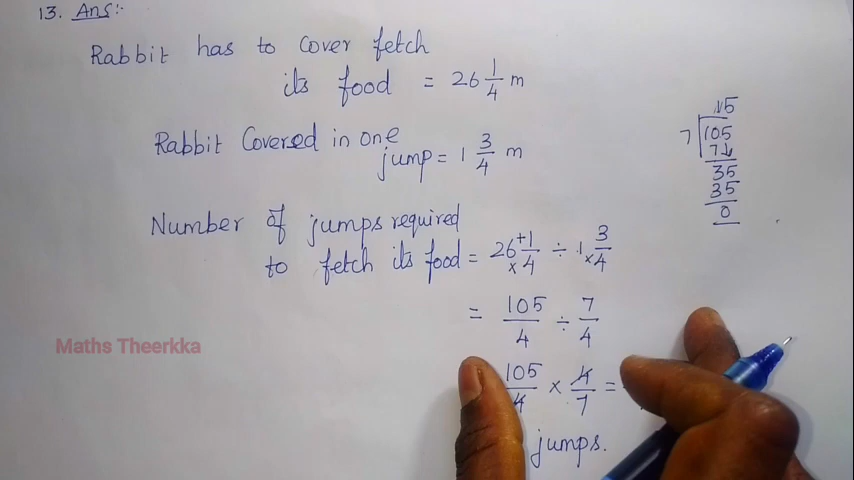 13. Ans:-
Rabbit has to cover fetch
its food = 26 1/4 m
Rabbit Covered in one
jump = 1 3/4 m
Number of jumps required
to fetch its food = 26 + 1/4 ÷ 1 3/4
× ×
= 105/4 ÷ 7/4
105/4 × 4/7 =
jumps.
15
7 105
7↓
35
35
0
Maths Theerkka